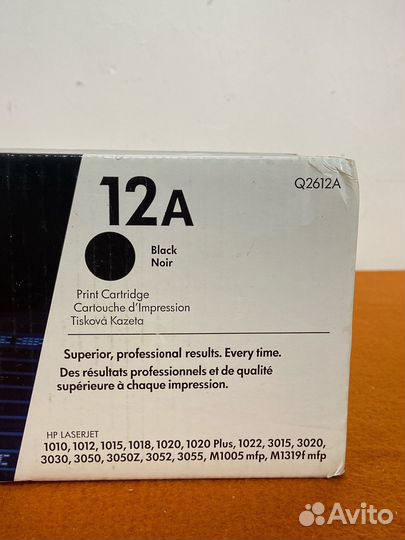 12A
Q2612A
Black
Noir
Print Cartridge
Cartouche d'Impression
Tisková Kazeta
Superior, professional results. Every time.
Des résultats professionnels et de qualité
supérieure à chaque impression.
HP LASERJET
1010, 1012, 1015, 1018, 1020, 1020 Plus, 1022, 3015, 3020,
3030, 3050, 3050Z, 3052, 3055, M1005 mfp, M1319f mfp
Avito